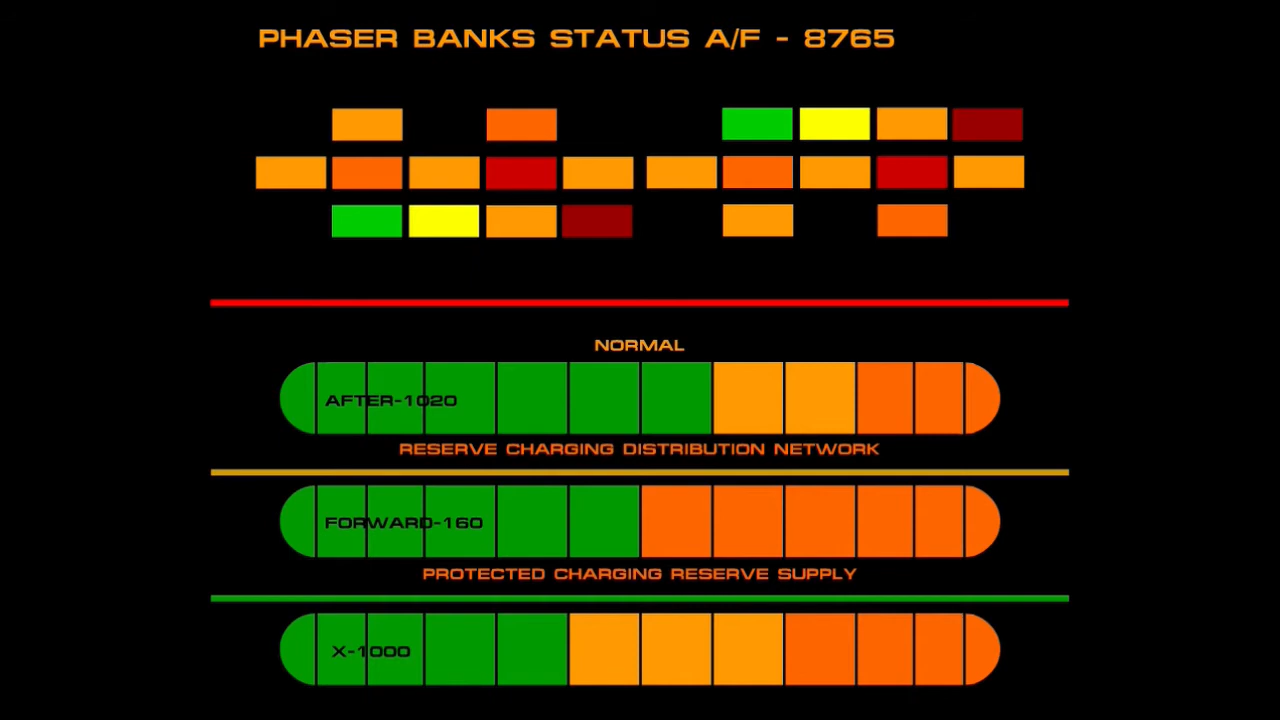 PHASER BANKS STATUS A/F - 8765
NORMAL
AFTER-1020
RESERVE CHARGING DISTRIBUTION NETWORK
FORWARD-160
PROTECTED CHARGING RESERVE SUPPLY
X-1000